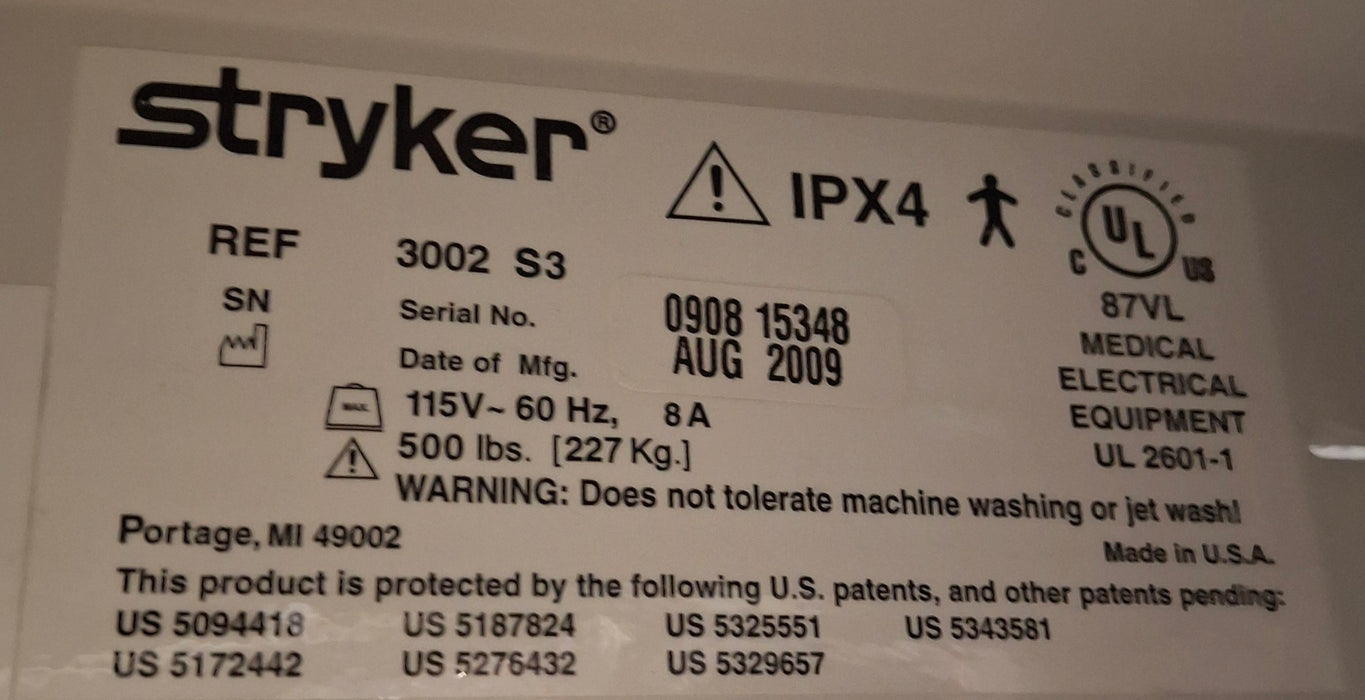 stryker®
IPX4
CLASSIFIED
UL
C US
REF 3002 S3
SN Serial No. 0908 15348
Date of Mfg. AUG 2009
MAX. 115V~ 60 Hz, 8 A
500 lbs. [227 Kg.]
WARNING: Does not tolerate machine washing or jet wash!
87VL
MEDICAL
ELECTRICAL
EQUIPMENT
UL 2601-1
Portage, MI 49002
Made in U.S.A.
This product is protected by the following U.S. patents, and other patents pending:
US 5094418 US 5187824 US 5325551 US 5343581
US 5172442 US 5276432 US 5329657